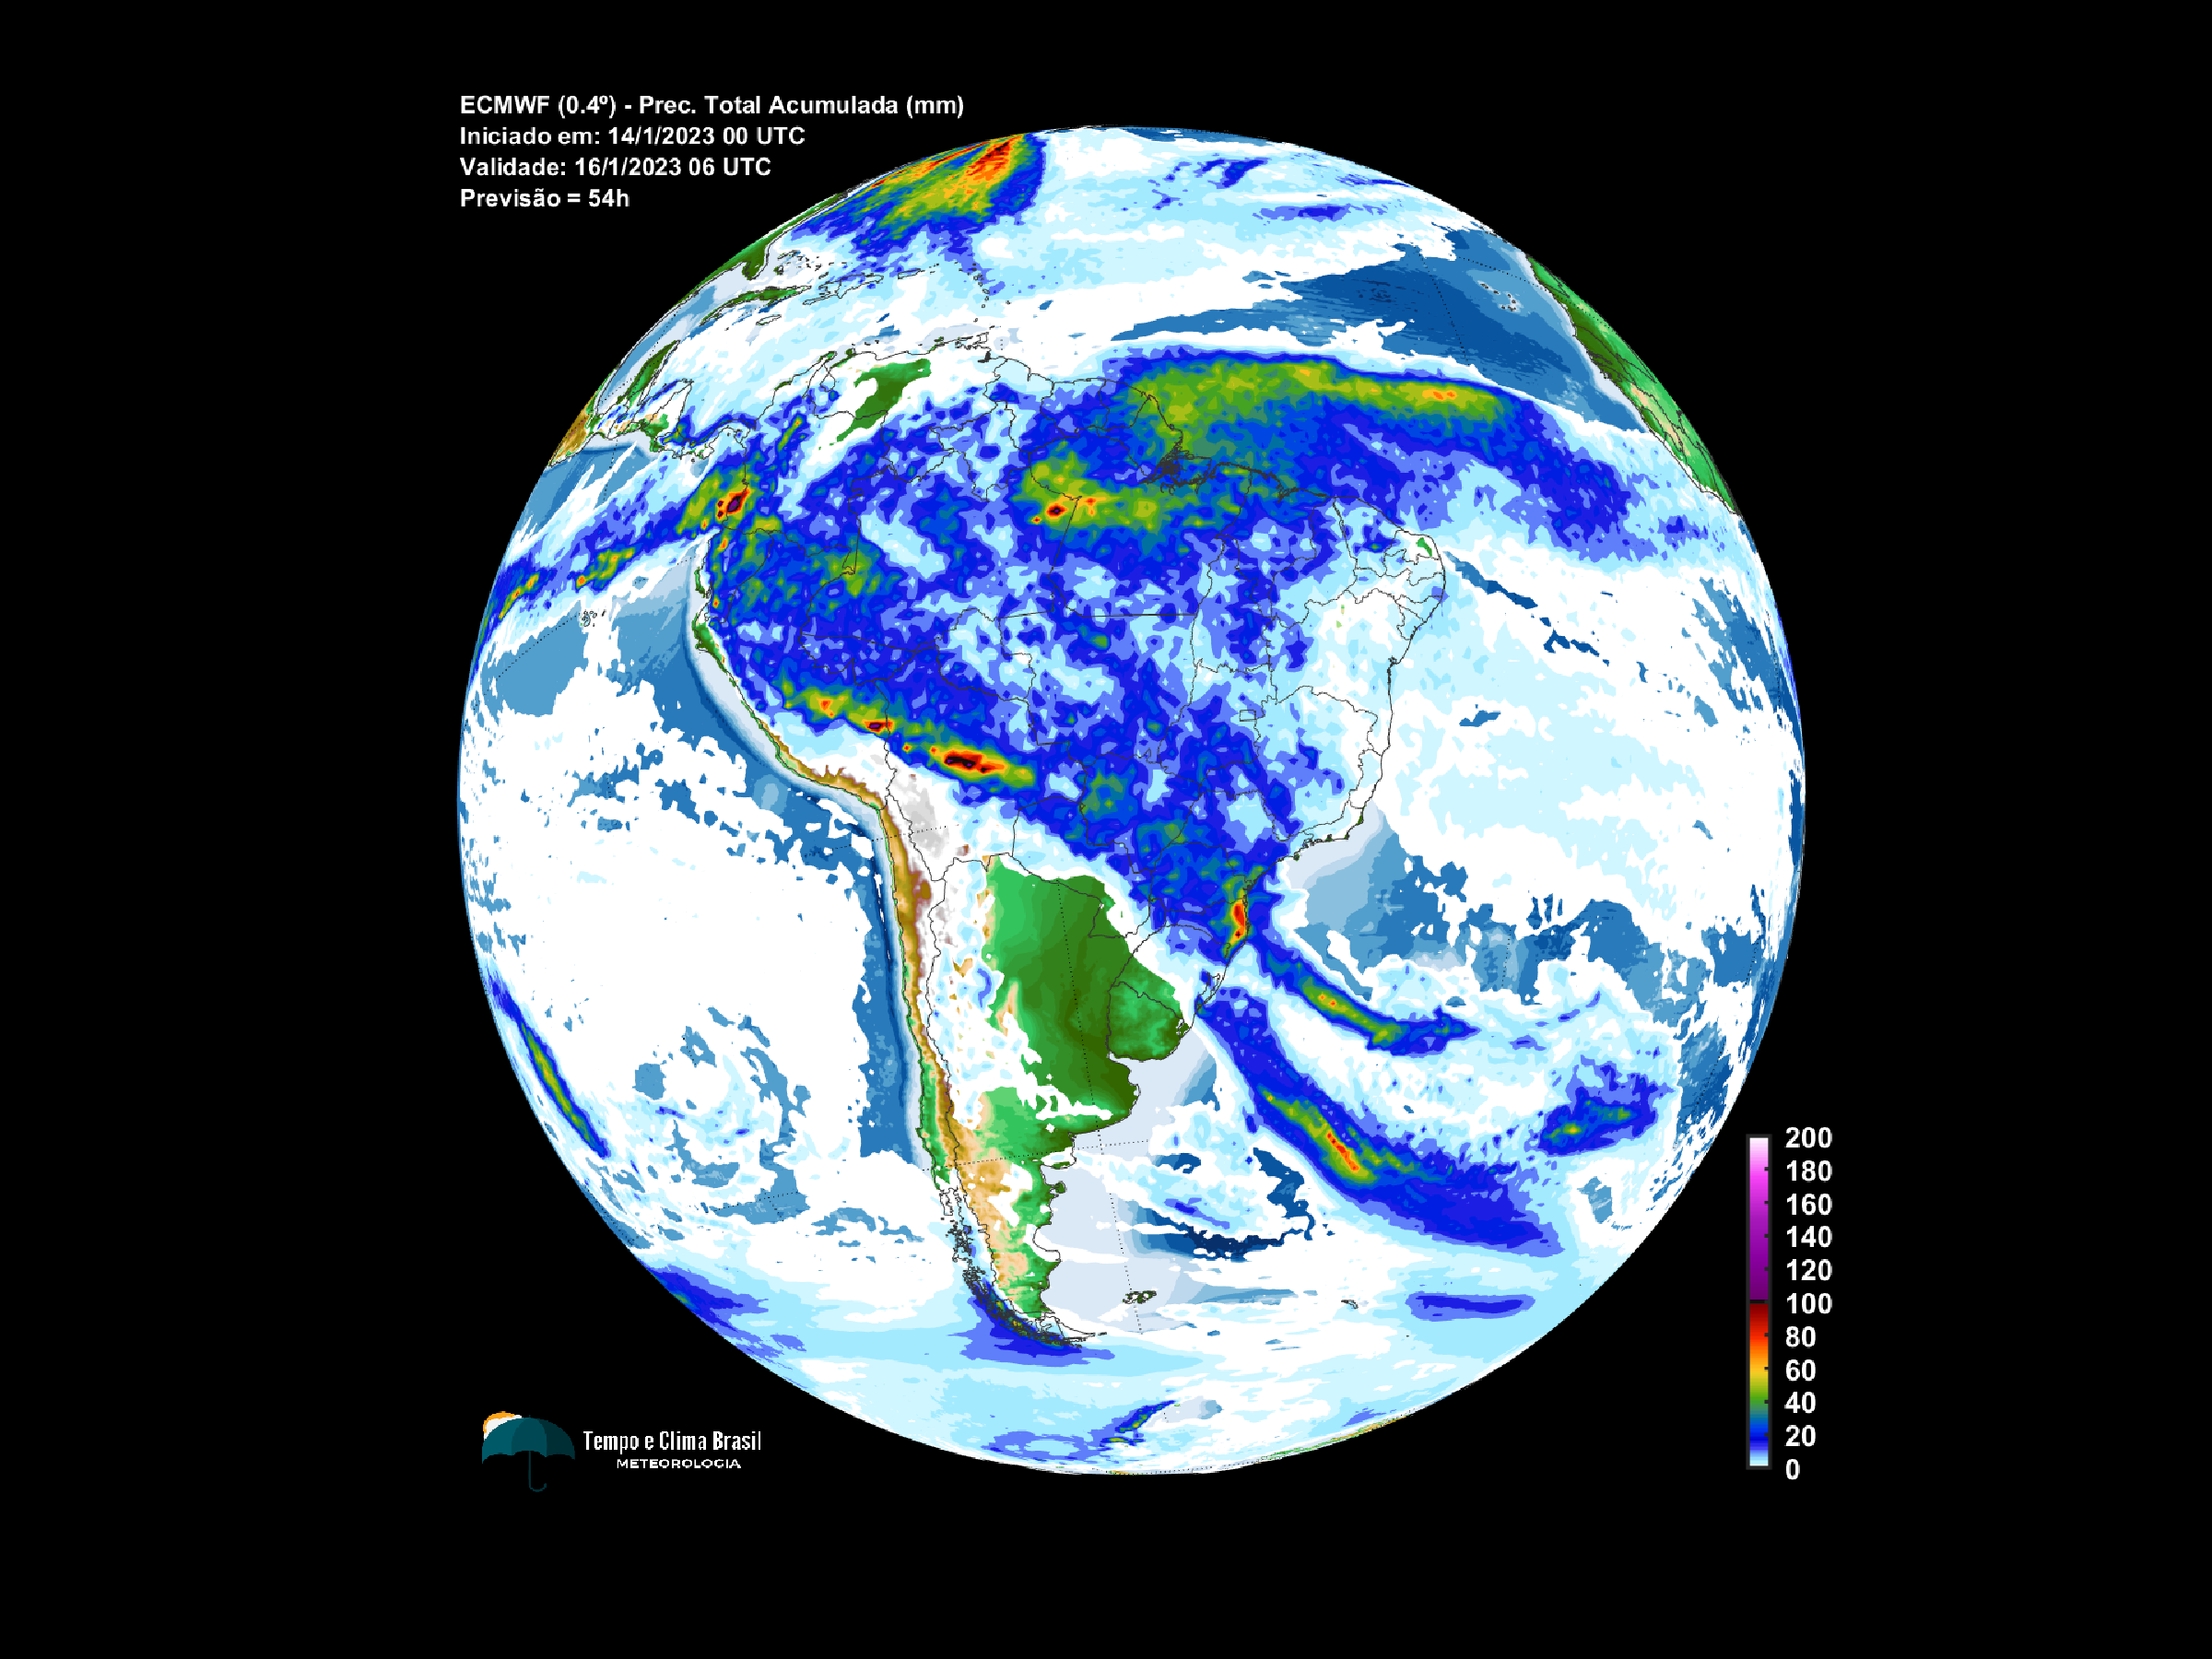 ECMWF (0.4º) - Prec. Total Acumulada (mm)
Iniciado em: 14/1/2023 00 UTC
Validade: 16/1/2023 06 UTC
Previsão = 54h
200
180
160
140
120
100
80
60
40
20
0
Tempo e Clima Brasil
METEOROLOGIA